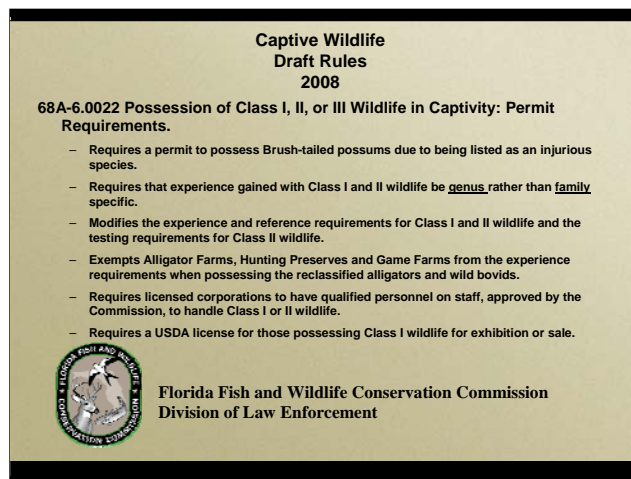 Captive Wildlife
Draft Rules
2008
68A-6.0022 Possession of Class I, II, or III Wildlife in Captivity: Permit
Requirements.
– Requires a permit to possess Brush-tailed possums due to being listed as an injurious
species.
– Requires that experience gained with Class I and II wildlife be genus rather than family
specific.
– Modifies the experience and reference requirements for Class I and II wildlife and the
testing requirements for Class II wildlife.
– Exempts Alligator Farms, Hunting Preserves and Game Farms from the experience
requirements when possessing the reclassified alligators and wild bovids.
– Requires licensed corporations to have qualified personnel on staff, approved by the
Commission, to handle Class I or II wildlife.
– Requires a USDA license for those possessing Class I wildlife for exhibition or sale.
FLORIDA FISH AND WILDLIFE
CONSERVATION COMMISSION
Florida Fish and Wildlife Conservation Commission
Division of Law Enforcement